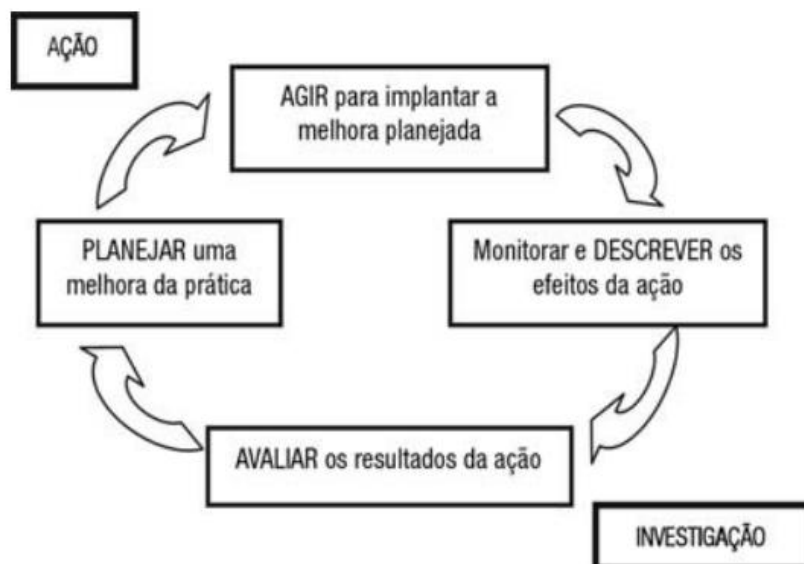 AÇÃO
AGIR para implantar a
melhora planejada
PLANEJAR uma
melhora da prática
Monitorar e DESCREVER os
efeitos da ação
AVALIAR os resultados da ação
INVESTIGAÇÃO